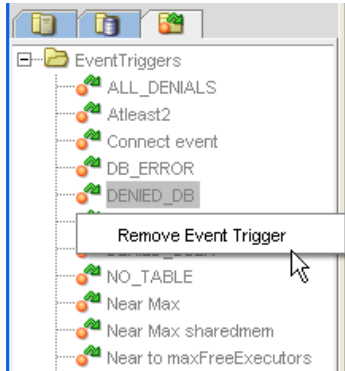 EventTriggers
ALL_DENIALS
Atleast2
Connect event
DB_ERROR
DENIED_DB
Remove Event Trigger
NO_TABLE
Near Max
Near Max sharedmem
Near to maxFreeExecutors